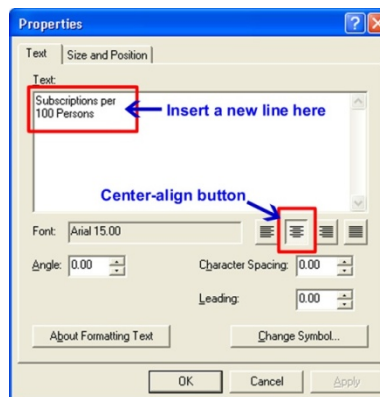 Properties
Text Size and Position
Text:
Subscriptions per
100 Persons
Insert a new line here
Center-align button
Font: Arial 15.00
Angle: 0.00 Character Spacing: 0.00
Leading: 0.00
About Formatting Text Change Symbol...
OK Cancel Apply